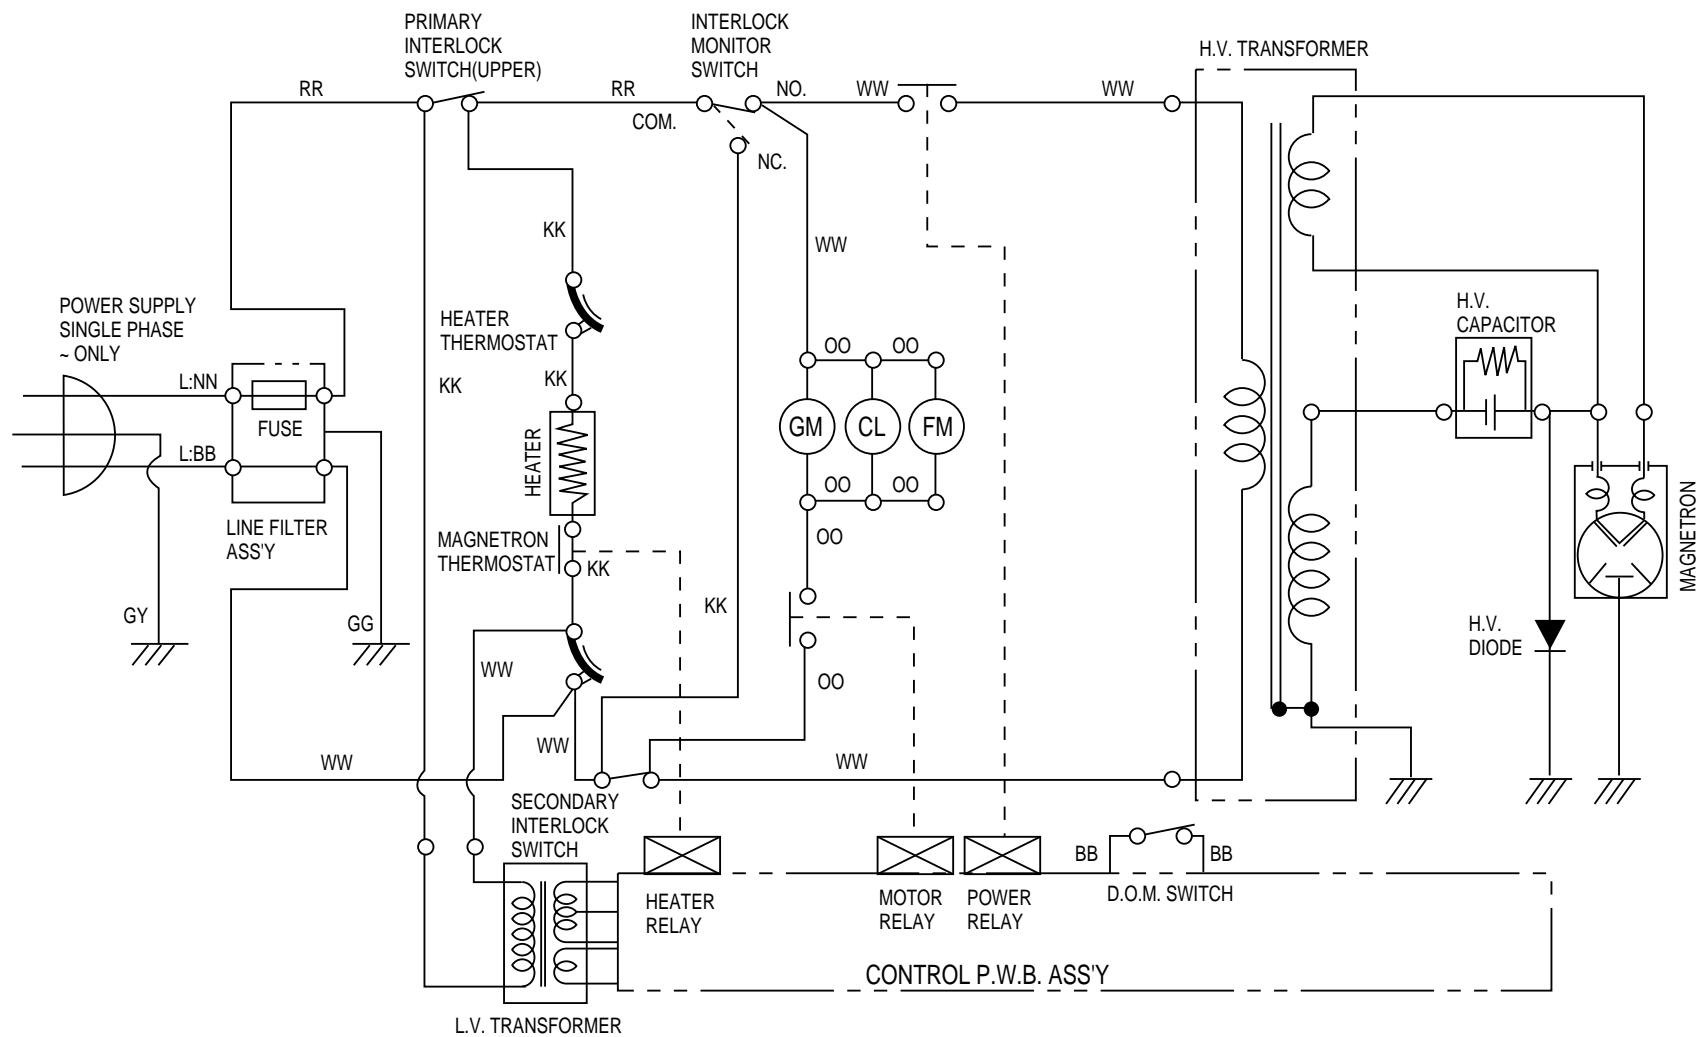 PRIMARY
INTERLOCK
SWITCH(UPPER)
INTERLOCK
MONITOR
SWITCH
H.V. TRANSFORMER
RR
RR
COM.
NO.
NC.
WW
WW
KK
WW
POWER SUPPLY
SINGLE PHASE
~ ONLY
L:NN
L:BB
FUSE
LINE FILTER
ASS'Y
GY
GG
HEATER
THERMOSTAT
KK
KK
HEATER
MAGNETRON
THERMOSTAT
KK
KK
OO
OO
GM
CL
FM
OO
OO
OO
OO
H.V.
CAPACITOR
MAGNETRON
H.V.
DIODE
WW
WW
WW
WW
SECONDARY
INTERLOCK
SWITCH
BB
BB
D.O.M. SWITCH
HEATER
RELAY
MOTOR
RELAY
POWER
RELAY
CONTROL P.W.B. ASS'Y
L.V. TRANSFORMER